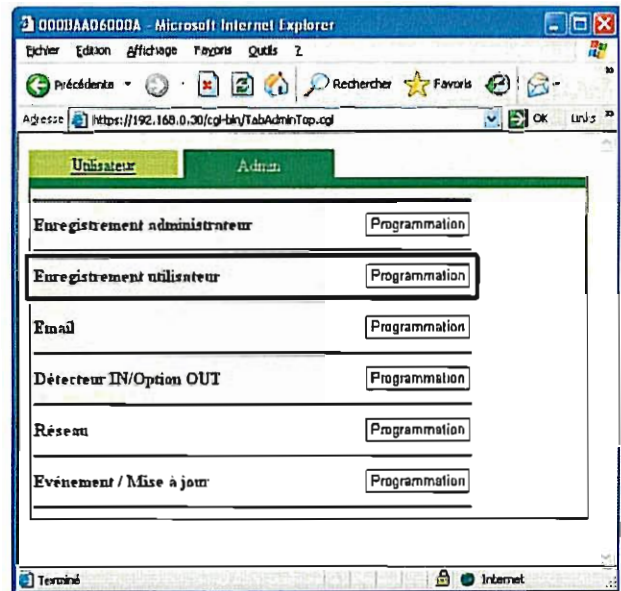 000BAA06000A - Microsoft Internet Explorer
Fichier Edition Affichage Favoris Outils ?
Précédente Rechercher Favoris
Adresse https://192.168.0.30/cgi-bin/TabAdminTop.cgi OK Liens »
Utilisateur Admin
Enregistrement administrateur Programmation
Enregistrement utilisateur Programmation
Email Programmation
Détecteur IN/Option OUT Programmation
Réseau Programmation
Evénement / Mise à jour Programmation
Terminé Internet